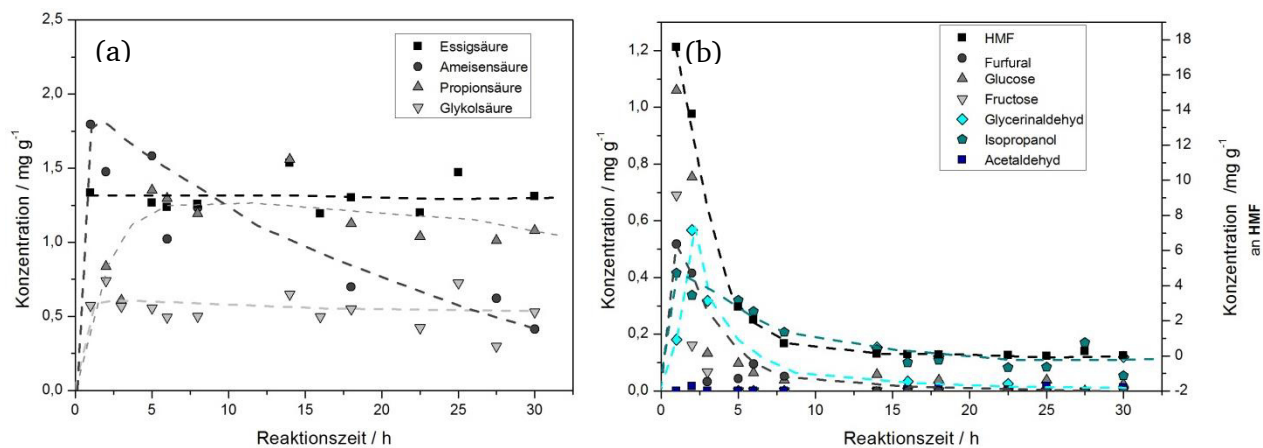 (a)
Konzentration / mg g⁻¹
2,5
2,0
1,5
1,0
0,5
0,0
Essigsäure
Ameisensäure
Propionsäure
Glykolsäure
0 5 10 15 20 25 30
Reaktionszeit / h
(b)
Konzentration / mg g⁻¹
1,2
1,0
0,8
0,6
0,4
0,2
0,0
HMF
Furfural
Glucose
Fructose
Glycerinaldehyd
Isopropanol
Acetaldehyd
18
16
14
12
10
8
6
4
2
0
-2
Konzentration /mg g⁻¹
an HMF
0 5 10 15 20 25 30
Reaktionszeit / h